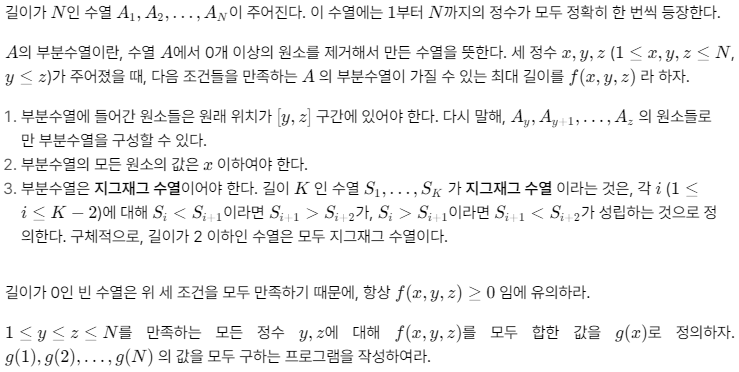 길이가 N인 수열 A₁, A₂, . . . , A_N이 주어진다. 이 수열에는 1부터 N까지의 정수가 모두 정확히 한 번씩 등장한다.
A의 부분수열이란, 수열 A에서 0개 이상의 원소를 제거해서 만든 수열을 뜻한다. 세 정수 x, y, z (1 ≤ x, y, z ≤ N,
y ≤ z)가 주어졌을 때, 다음 조건들을 만족하는 A 의 부분수열이 가질 수 있는 최대 길이를 f(x, y, z) 라 하자.
1. 부분수열에 들어간 원소들은 원래 위치가 [y, z] 구간에 있어야 한다. 다시 말해, A_y, A_{y+1}, . . . , A_z 의 원소들로
만 부분수열을 구성할 수 있다.
2. 부분수열의 모든 원소의 값은 x 이하여야 한다.
3. 부분수열은 지그재그 수열이어야 한다. 길이 K 인 수열 S₁, . . . , S_K 가 지그재그 수열 이라는 것은, 각 i (1 ≤
i ≤ K − 2)에 대해 S_i < S_{i+1}이라면 S_{i+1} > S_{i+2}가, S_i > S_{i+1}이라면 S_{i+1} < S_{i+2}가 성립하는 것으로 정
의한다. 구체적으로, 길이가 2 이하인 수열은 모두 지그재그 수열이다.
길이가 0인 빈 수열은 위 세 조건을 모두 만족하기 때문에, 항상 f(x, y, z) ≥ 0 임에 유의하라.
1 ≤ y ≤ z ≤ N를 만족하는 모든 정수 y, z에 대해 f(x, y, z)를 모두 합한 값을 g(x)로 정의하자.
g(1), g(2), . . . , g(N) 의 값을 모두 구하는 프로그램을 작성하여라.